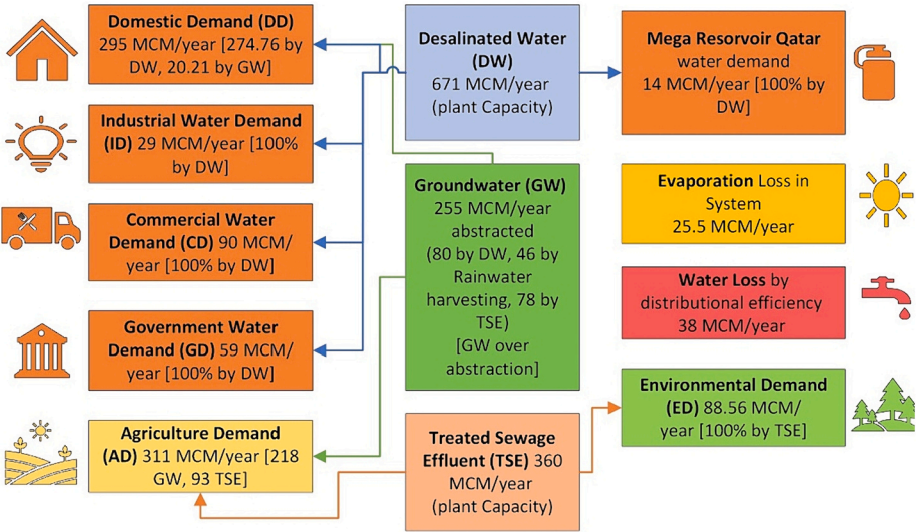 Domestic Demand (DD)
295 MCM/year [274.76 by
DW, 20.21 by GW]
Industrial Water Demand
(ID) 29 MCM/year [100%
by DW]
Commercial Water
Demand (CD) 90 MCM/
year [100% by DW]
Government Water
Demand (GD) 59 MCM/
year [100% by DW]
Agriculture Demand
(AD) 311 MCM/year [218
GW, 93 TSE]
Desalinated Water
(DW)
671 MCM/year
(plant Capacity)
Groundwater (GW)
255 MCM/year
abstracted
(80 by DW, 46 by
Rainwater
harvesting, 78 by
TSE)
[GW over
abstraction]
Treated Sewage
Effluent (TSE) 360
MCM/year
(plant Capacity)
Mega Resorvoir Qatar
water demand
14 MCM/year [100% by
DW]
Evaporation Loss in
System
25.5 MCM/year
Water Loss by
distributional efficiency
38 MCM/year
Environmental Demand
(ED) 88.56 MCM/
year [100% by TSE]